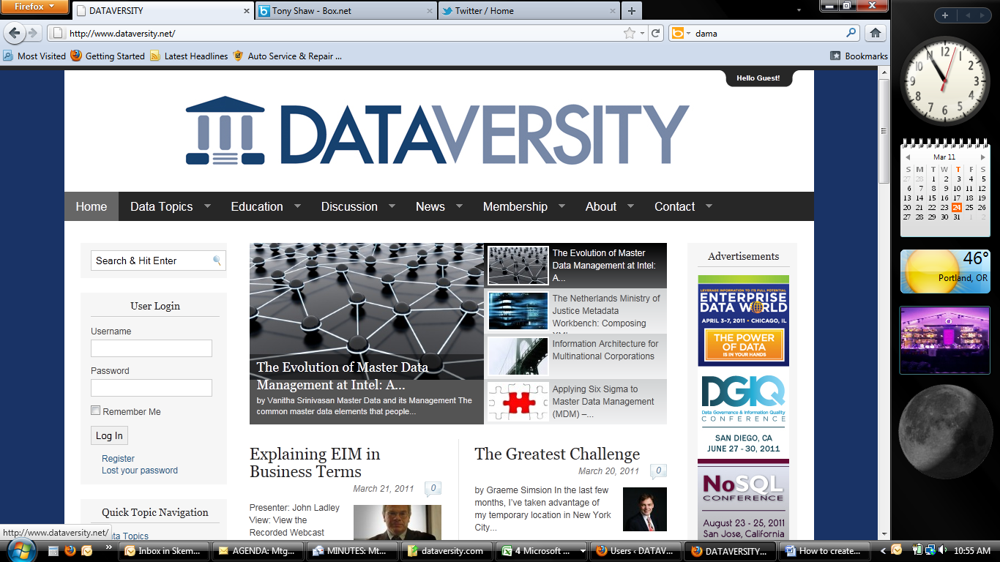 Firefox
DATAVERSITY
Tony Shaw - Box.net
Twitter / Home
http://www.dataversity.net/
dama
Most Visited
Getting Started
Latest Headlines
Auto Service & Repair ...
Bookmarks
Hello Guest!
DATAVERSITY
Home
Data Topics
Education
Discussion
News
Membership
About
Contact
Search & Hit Enter
User Login
Username
Password
Remember Me
Log In
Register
Lost your password
Quick Topic Navigation
ta Topics
http://www.dataversity.net/
The Evolution of Master Data
Management at Intel: A...
by Vanitha Srinivasan Master Data and its Management The
common master data elements that people...
The Evolution of Master
Data Management at Intel:
A...
The Netherlands Ministry of
Justice Metadata
Workbench: Composing
Information Architecture for
Multinational Corporations
Applying Six Sigma to
Master Data Management
(MDM) –...
Explaining EIM in
Business Terms
March 21, 2011
0
Presenter: John Ladley
View: View the
Recorded Webcast
The Greatest Challenge
March 20, 2011
0
by Graeme Simsion In the last few
months, I've taken advantage of
my temporary location in New York
City...
Advertisements
LEVERAGE INFORMATION TO ITS FULL POTENTIAL
ENTERPRISE
DATA WORLD
APRIL 3-7, 2011 • CHICAGO, IL
THE POWER
OF DATA
IS IN YOUR HANDS
DGIQ
Data Governance & Information Quality
CONFERENCE
SAN DIEGO, CA
JUNE 27 - 30, 2011
NoSQL
CONFERENCE
August 23 - 25, 2011
San Jose, California
12
1
2
3
4
5
6
7
8
9
10
11
Mar 11
S M T W T F S
27 28 1 2 3 4 5
6 7 8 9 10 11 12
13 14 15 16 17 18 19
20 21 22 23 24 25 26
27 28 29 30 31 1 2
46°
Portland, OR
Inbox in Skem...
AGENDA: Mtg...
MINUTES: Mt...
dataversity.com
4 Microsoft ...
Users ‹ DATAV...
DATAVERSITY...
How to create...
10:55 AM